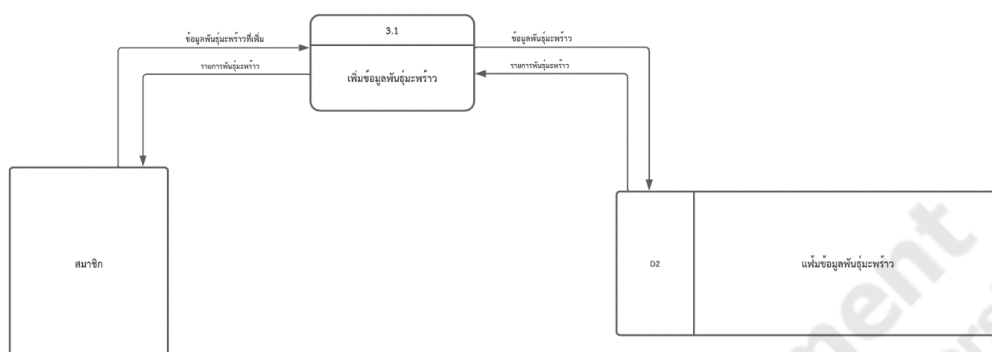 3.1
ข้อมูลพันธุ์มะพร้าวที่เพิ่ม
ข้อมูลพันธุ์มะพร้าว
รายการพันธุ์มะพร้าว
เพิ่มข้อมูลพันธุ์มะพร้าว
รายการพันธุ์มะพร้าว
สมาชิก
D2
แฟ้มข้อมูลพันธุ์มะพร้าว